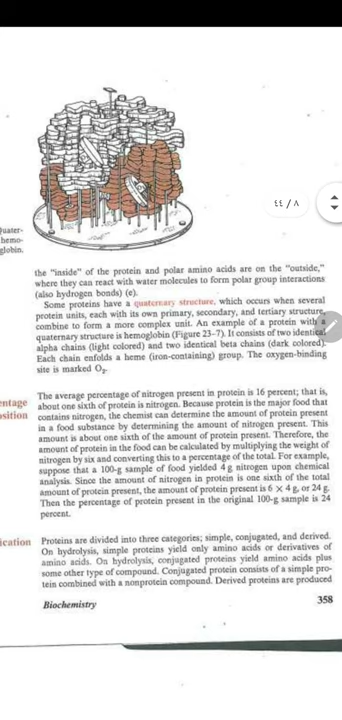 ٤٤ / ٨
Quater-
hemo-
globin.
the "inside" of the protein and polar amino acids are on the "outside,"
where they can react with water molecules to form polar group interactions
(also hydrogen bonds) (e).
Some proteins have a quaternary structure, which occurs when several
protein units, each with its own primary, secondary, and tertiary structure,
combine to form a more complex unit. An example of a protein with a
quaternary structure is hemoglobin (Figure 23-7). It consists of two identical
alpha chains (light colored) and two identical beta chains (dark colored).
Each chain enfolds a heme (iron-containing) group. The oxygen-binding
site is marked O₂.
entage
osition
The average percentage of nitrogen present in protein is 16 percent; that is,
about one sixth of protein is nitrogen. Because protein is the major food that
contains nitrogen, the chemist can determine the amount of protein present
in a food substance by determining the amount of nitrogen present. This
amount is about one sixth of the amount of protein present. Therefore, the
amount of protein in the food can be calculated by multiplying the weight of
nitrogen by six and converting this to a percentage of the total. For example,
suppose that a 100-g sample of food yielded 4 g nitrogen upon chemical
analysis. Since the amount of nitrogen in protein is one sixth of the total
amount of protein present, the amount of protein present is 6 × 4 g, or 24 g.
Then the percentage of protein present in the original 100-g sample is 24
percent.
ication
Proteins are divided into three categories; simple, conjugated, and derived.
On hydrolysis, simple proteins yield only amino acids or derivatives of
amino acids. On hydrolysis, conjugated proteins yield amino acids plus
some other type of compound. Conjugated protein consists of a simple pro-
tein combined with a nonprotein compound. Derived proteins are produced
Biochemistry
358